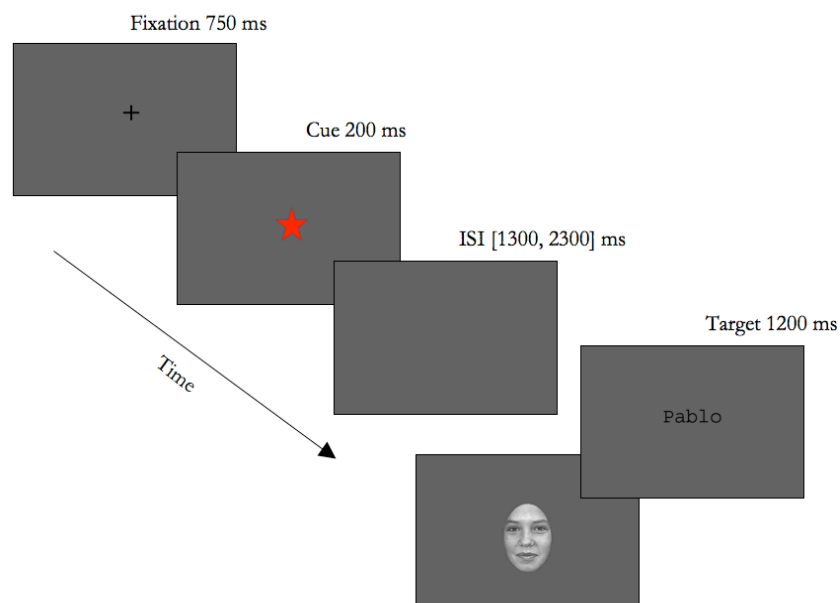 Fixation 750 ms
+
Cue 200 ms
ISI [1300, 2300] ms
Target 1200 ms
Time
Pablo